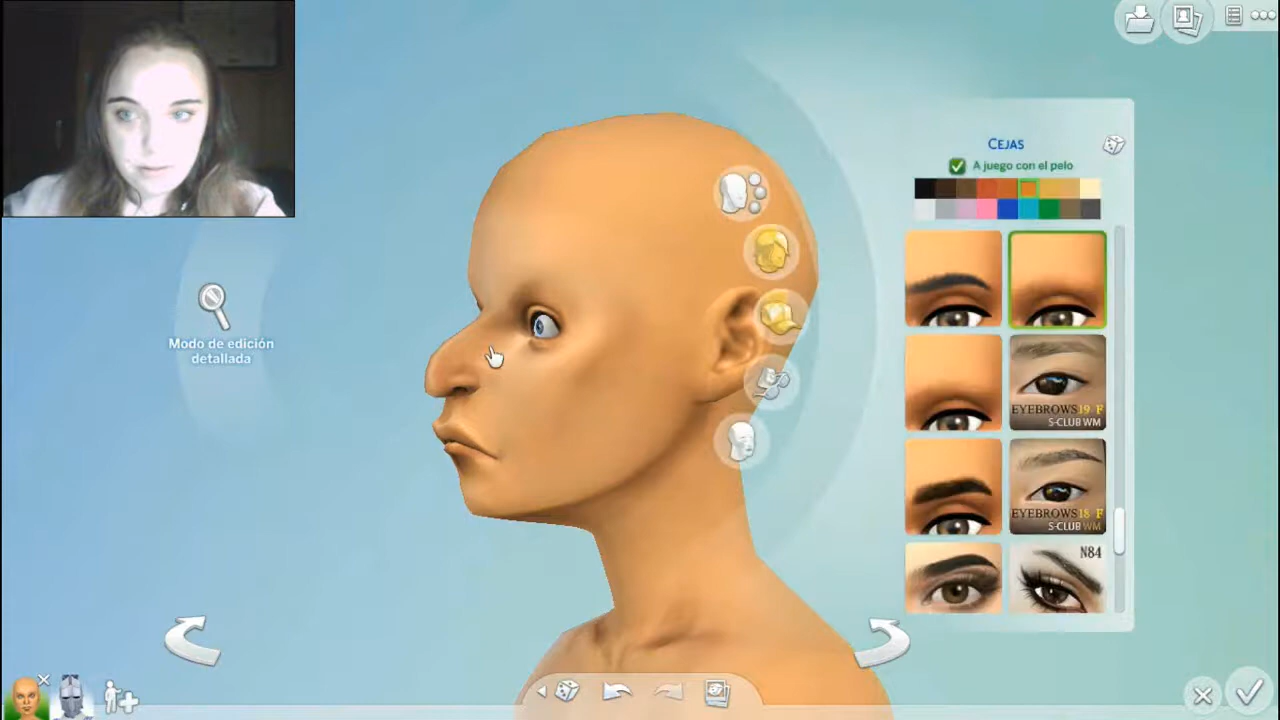 CEJAS
A juego con el pelo
Modo de edición
detallada
EYEBROWS19 F
S-CLUB WM
EYEBROWS18 F
S-CLUB WM
N84